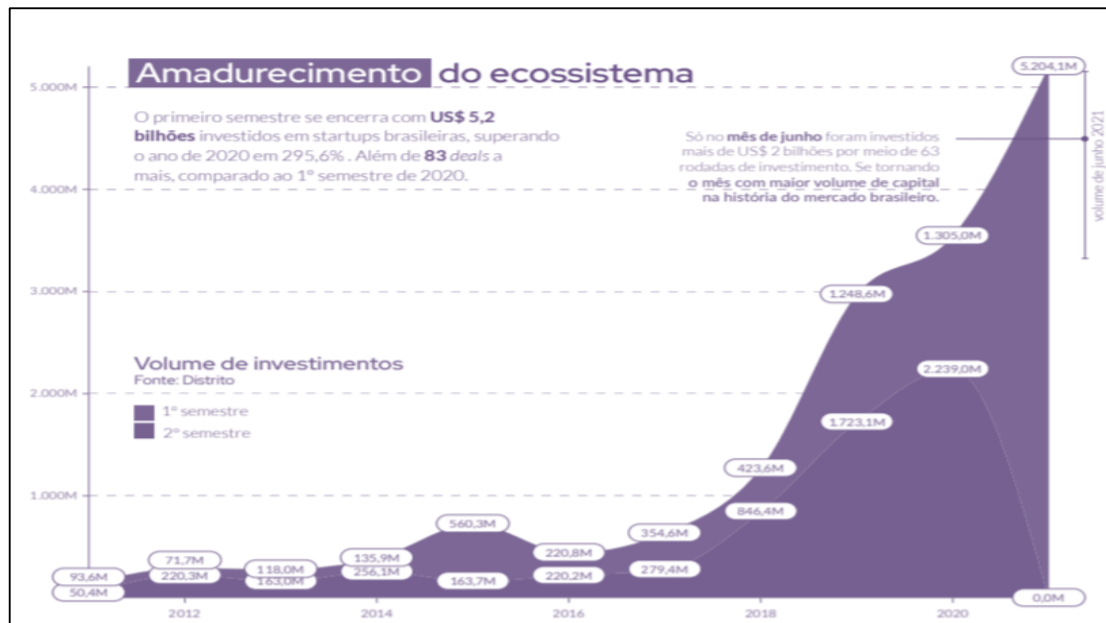 Amadurecimento do ecossistema
O primeiro semestre se encerra com US$ 5,2
bilhões investidos em startups brasileiras, superando
o ano de 2020 em 295,6% . Além de 83 deals a
mais, comparado ao 1º semestre de 2020.
Só no mês de junho foram investidos
mais de US$ 2 bilhões por meio de 63
rodadas de investimento. Se tornando
o mês com maior volume de capital
na história do mercado brasileiro.
volume de junho 2021
5.000M
4.000M
3.000M
2.000M
1.000M
Volume de investimentos
Fonte: Distrito
1º semestre
2º semestre
93,6M
50,4M
71,7M
220,3M
118,0M
163,0M
135,9M
256,1M
560,3M
163,7M
220,8M
220,2M
354,6M
279,4M
423,6M
846,4M
1.248,6M
1.723,1M
1.305,0M
2.239,0M
5.204,1M
0,0M
2012
2014
2016
2018
2020